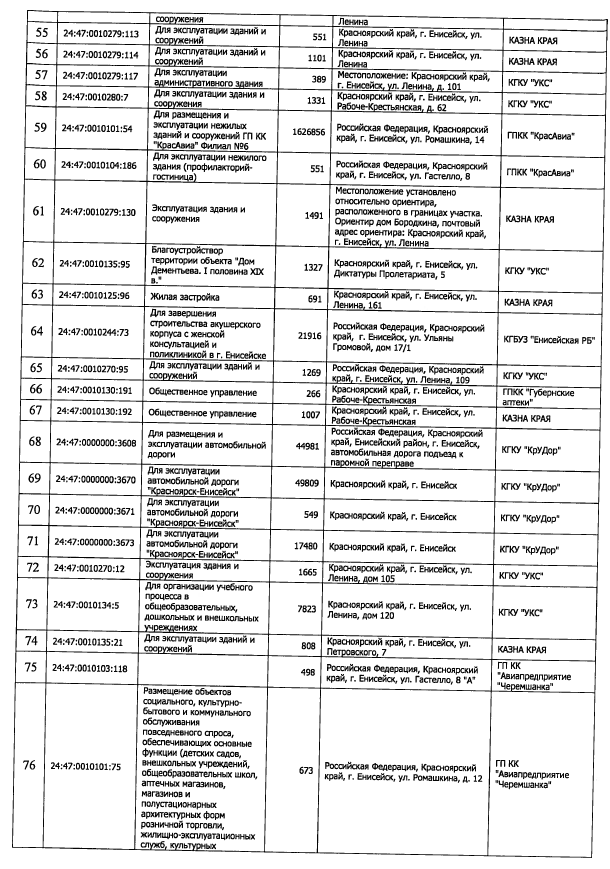 сооружения Ленина
55 24:47:0010279:113 Для эксплуатации зданий и сооружений 551 Красноярский край, г. Енисейск, ул. Ленина КАЗНА КРАЯ
56 24:47:0010279:114 Для эксплуатации зданий и сооружений 1101 Красноярский край, г. Енисейск, ул. Ленина КАЗНА КРАЯ
57 24:47:0010279:117 Для эксплуатации административного здания 389 Местоположение: Красноярский край, г. Енисейск, ул. Ленина, д. 101 КГКУ "УКС"
58 24:47:0010280:7 Для эксплуатации здания и сооружения 1331 Красноярский край, г. Енисейск, ул. Рабоче-Крестьянская, д. 62 КГКУ "УКС"
59 24:47:0010101:54 Для размещения и эксплуатации нежилых зданий и сооружений ГП КК "КрасАвиа" Филиал №6 1626856 Российская Федерация, Красноярский край, г. Енисейск, ул. Ромашкина, 14 ГПКК "КрасАвиа"
60 24:47:0010104:186 Для эксплуатации нежилого здания (профилакторий-гостиница) 551 Российская Федерация, Красноярский край, г. Енисейск, ул. Гастелло, 8 ГПКК "КрасАвиа"
61 24:47:0010279:130 Эксплуатация здания и сооружения 1491 Местоположение установлено относительно ориентира, расположенного в границах участка. Ориентир дом Бородкина, почтовый адрес ориентира: Красноярский край, г. Енисейск, ул. Ленина КАЗНА КРАЯ
62 24:47:0010135:95 Благоустройствор территории объекта "Дом Дементьева. I половина XIX в." 1327 Красноярский край, г. Енисейск, ул. Диктатуры Пролетариата, 5 КГКУ "УКС"
63 24:47:0010125:96 Жилая застройка 691 Красноярский край, г. Енисейск, ул. Ленина, 161 КАЗНА КРАЯ
64 24:47:0010244:73 Для завершения строительства акушерского корпуса с женской консультацией и поликлиникой в г. Енисейске 21916 Российская Федерация, Красноярский край, г. Енисейск, ул. Ульяны Громовой, дом 17/1 КГБУЗ "Енисейская РБ"
65 24:47:0010270:95 Для эксплуатации зданий и сооружений 1269 Российская Федерация, Красноярский край, г. Енисейск, ул. Ленина, 109 КГКУ "УКС"
66 24:47:0010130:191 Общественное управление 266 Красноярский край, г. Енисейск, ул. Рабоче-Крестьянская ГПКК "Губернские аптеки"
67 24:47:0010130:192 Общественное управление 1007 Красноярский край, г. Енисейск, ул. Рабоче-Крестьянская КАЗНА КРАЯ
68 24:47:0000000:3608 Для размещения и эксплуатации автомобильной дороги 44981 Российская Федерация, Красноярский край, Енисейский район, г. Енисейск, автомобильная дорога подъезд к паромной переправе КГКУ "КрУДор"
69 24:47:0000000:3670 Для эксплуатации автомобильной дороги "Красноярск-Енисейск" 49809 Красноярский край, г. Енисейск КГКУ "КрУДор"
70 24:47:0000000:3671 Для эксплуатации автомобильной дороги "Красноярск-Енисейск" 549 Красноярский край, г. Енисейск КГКУ "КрУДор"
71 24:47:0000000:3673 Для эксплуатации автомобильной дороги "Красноярск-Енисейск" 17480 Красноярский край, г. Енисейск КГКУ "КрУДор"
72 24:47:0010270:12 Эксплуатация здания и сооружения 1665 Красноярский край, г. Енисейск, ул. Ленина, дом 105 КГКУ "УКС"
73 24:47:0010134:5 Для организации учебного процесса в общеобразовательных, дошкольных и внешкольных учреждениях 7823 Красноярский край, г. Енисейск, ул. Ленина, дом 120 КГКУ "УКС"
74 24:47:0010135:21 Для эксплуатации зданий и сооружений 808 Красноярский край, г. Енисейск, ул. Петровского, 7 КАЗНА КРАЯ
75 24:47:0010103:118 498 Российская Федерация, Красноярский край, г. Енисейск, ул. Гастелло, 8 "А" ГП КК "Авиапредприятие "Черемшанка"
76 24:47:0010101:75 Размещение объектов социального, культурно-бытового и коммунального обслуживания повседневного спроса, обеспечивающих основные функции (детских садов, внешкольных учреждений, общеобразовательных школ, аптечных магазинов, магазинов и полустационарных архитектурных форм розничной торговли, жилищно-эксплуатационных служб, культурных 673 Российская Федерация, Красноярский край, г. Енисейск, ул. Ромашкина, д. 12 ГП КК "Авиапредприятие "Черемшанка"